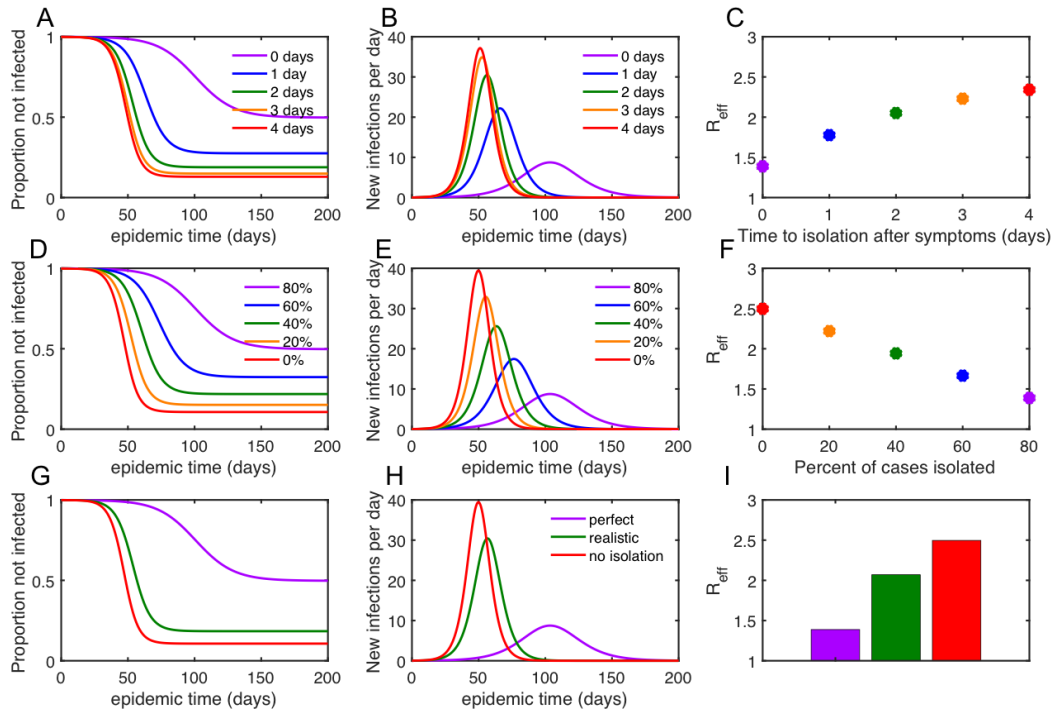 A
Proportion not infected
1
0.5
0
0 50 100 150 200
epidemic time (days)
0 days
1 day
2 days
3 days
4 days
B
New infections per day
40
30
20
10
0
0 50 100 150 200
epidemic time (days)
0 days
1 day
2 days
3 days
4 days
C
Reff
3
2.5
2
1.5
1
0 1 2 3 4
Time to isolation after symptoms (days)
D
Proportion not infected
1
0.5
0
0 50 100 150 200
epidemic time (days)
80%
60%
40%
20%
0%
E
New infections per day
40
30
20
10
0
0 50 100 150 200
epidemic time (days)
80%
60%
40%
20%
0%
F
Reff
3
2.5
2
1.5
1
0 20 40 60 80
Percent of cases isolated
G
Proportion not infected
1
0.5
0
0 50 100 150 200
epidemic time (days)
H
New infections per day
40
30
20
10
0
0 50 100 150 200
epidemic time (days)
perfect
realistic
no isolation
I
Reff
3
2.5
2
1.5
1